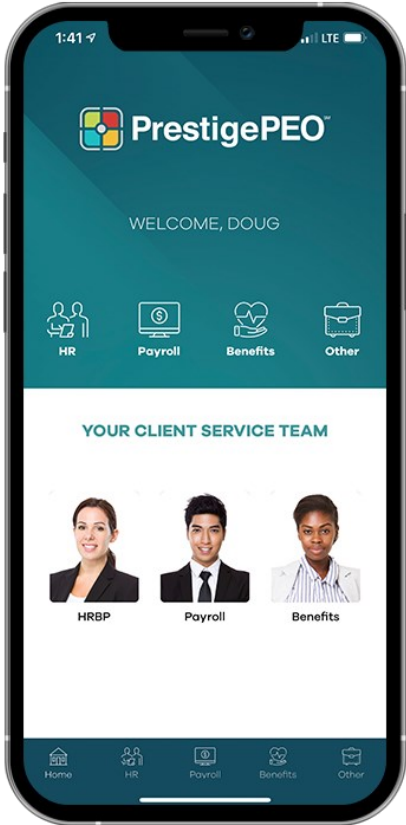 1:41 LTE
PrestigePEO℠
WELCOME, DOUG
HR Payroll Benefits Other
YOUR CLIENT SERVICE TEAM
HRBP Payroll Benefits
Home HR Payroll Benefits Other